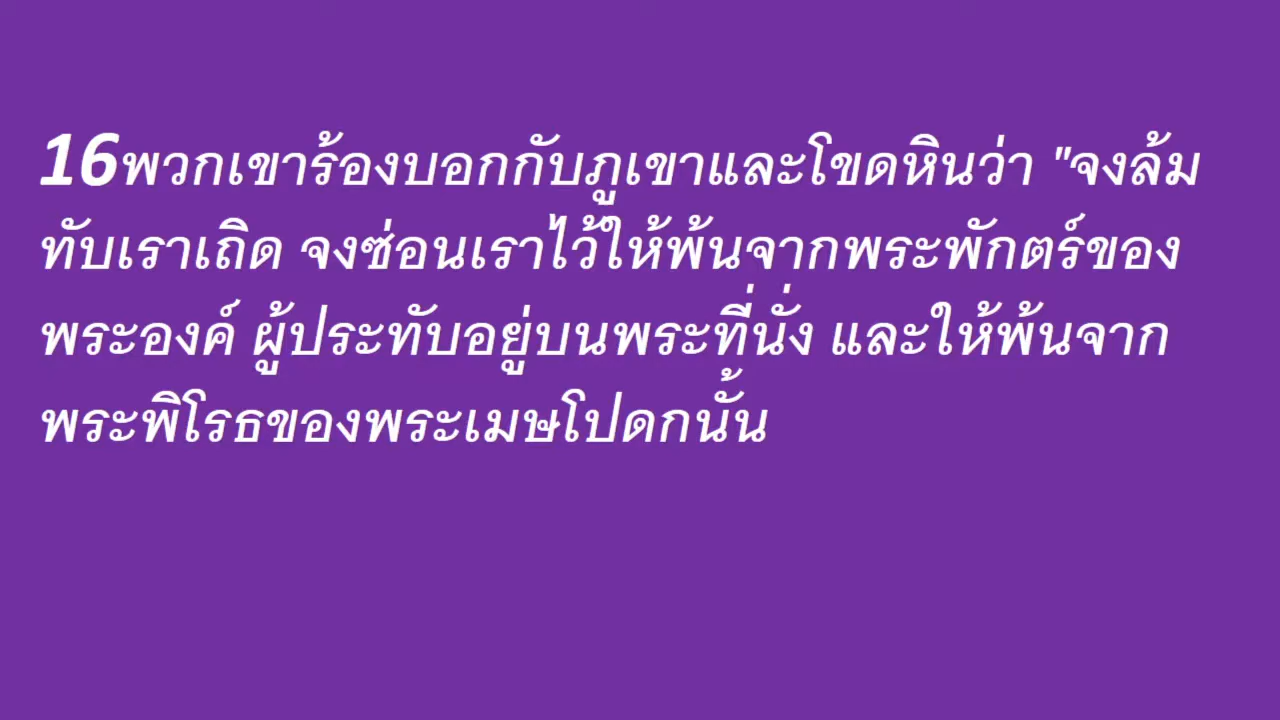 16พวกเขาร้องบอกกับภูเขาและโขดหินว่า "จงล้ม
ทับเราเถิด จงซ่อนเราไว้ให้พ้นจากพระพักตร์ของ
พระองค์ ผู้ประทับอยู่บนพระที่นั่ง และให้พ้นจาก
พระพิโรธของพระเมษโปดกนั้น